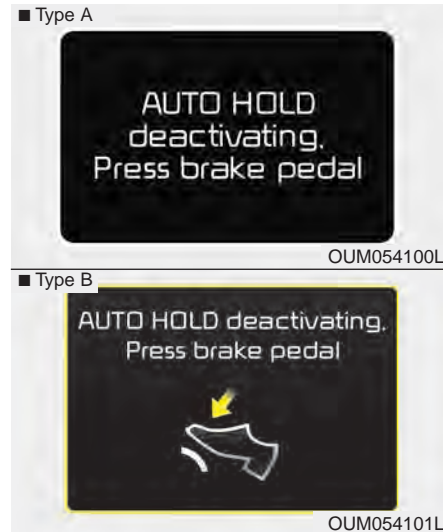 ■ Type A
AUTO HOLD
deactivating.
Press brake pedal
OUM054100L
■ Type B
AUTO HOLD deactivating.
Press brake pedal
OUM054101L